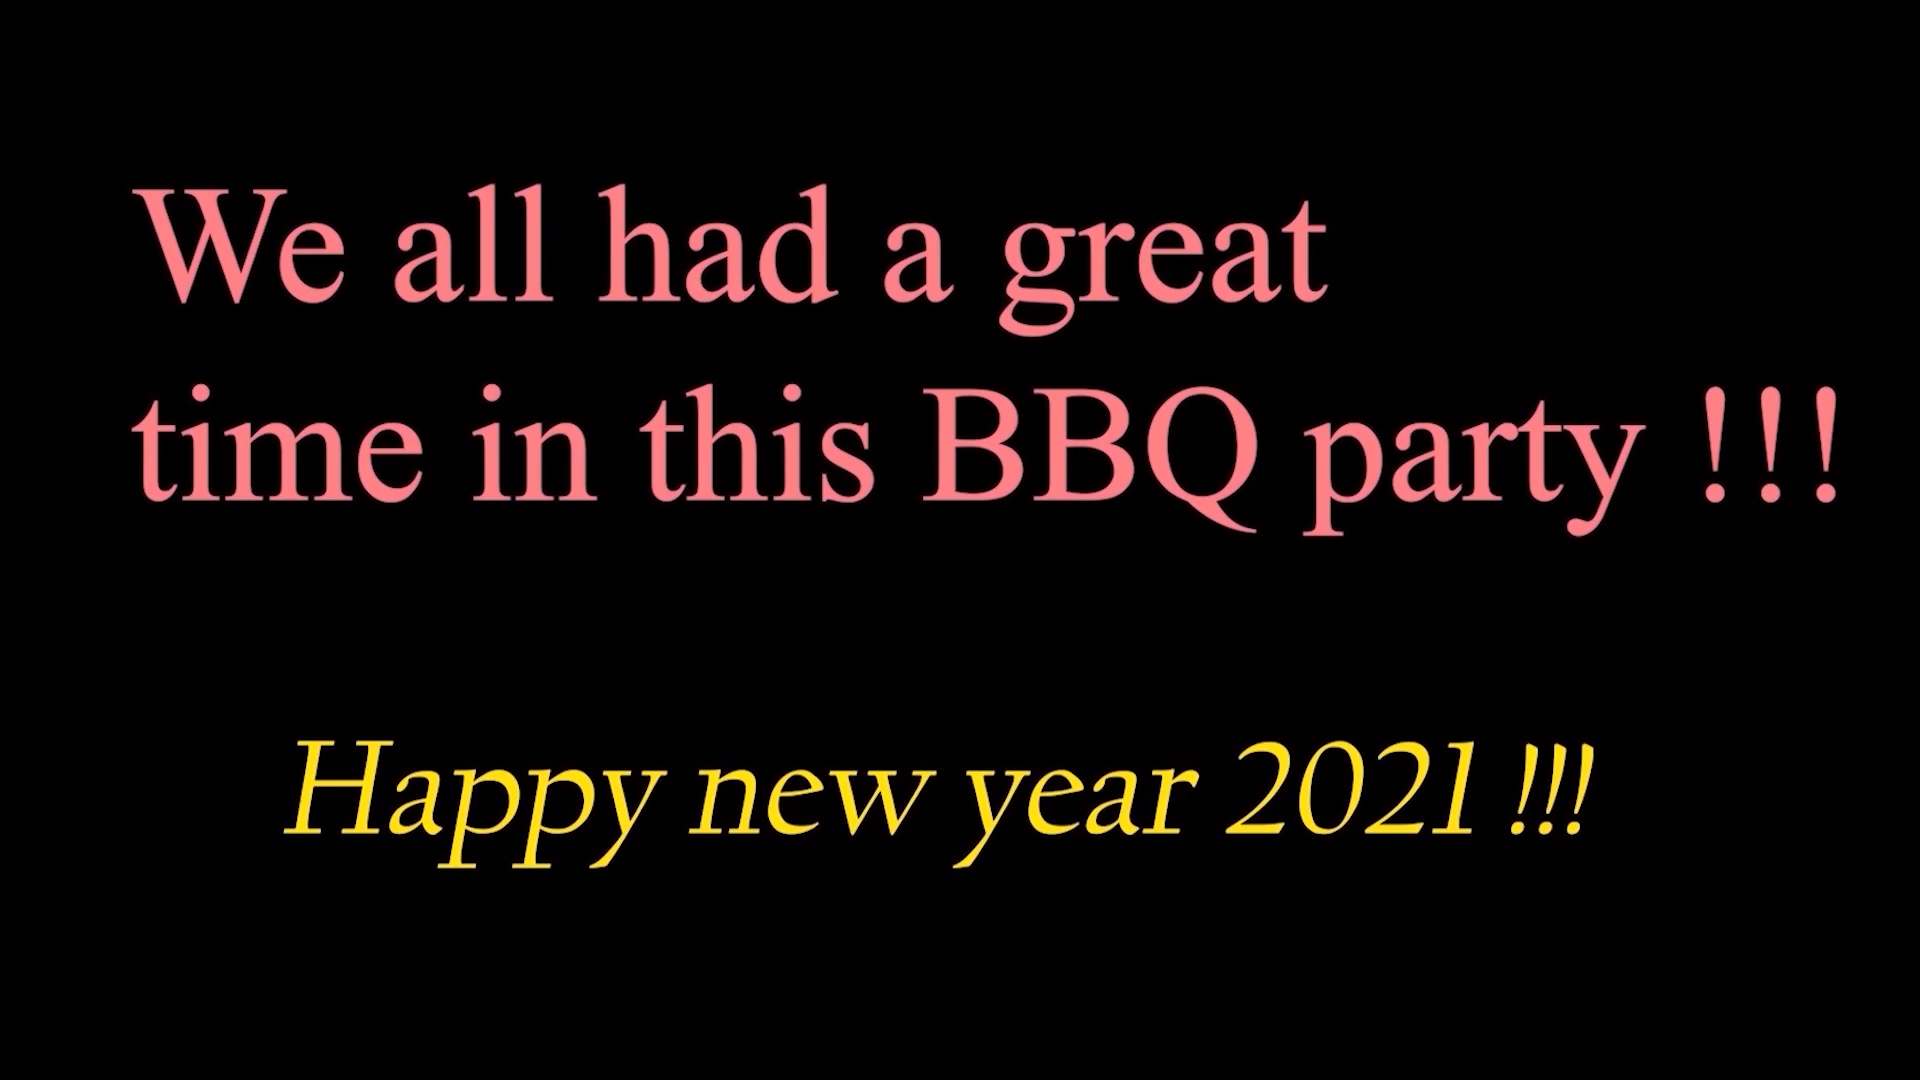 We all had a great
time in this BBQ party !!!
Happy new year 2021 !!!